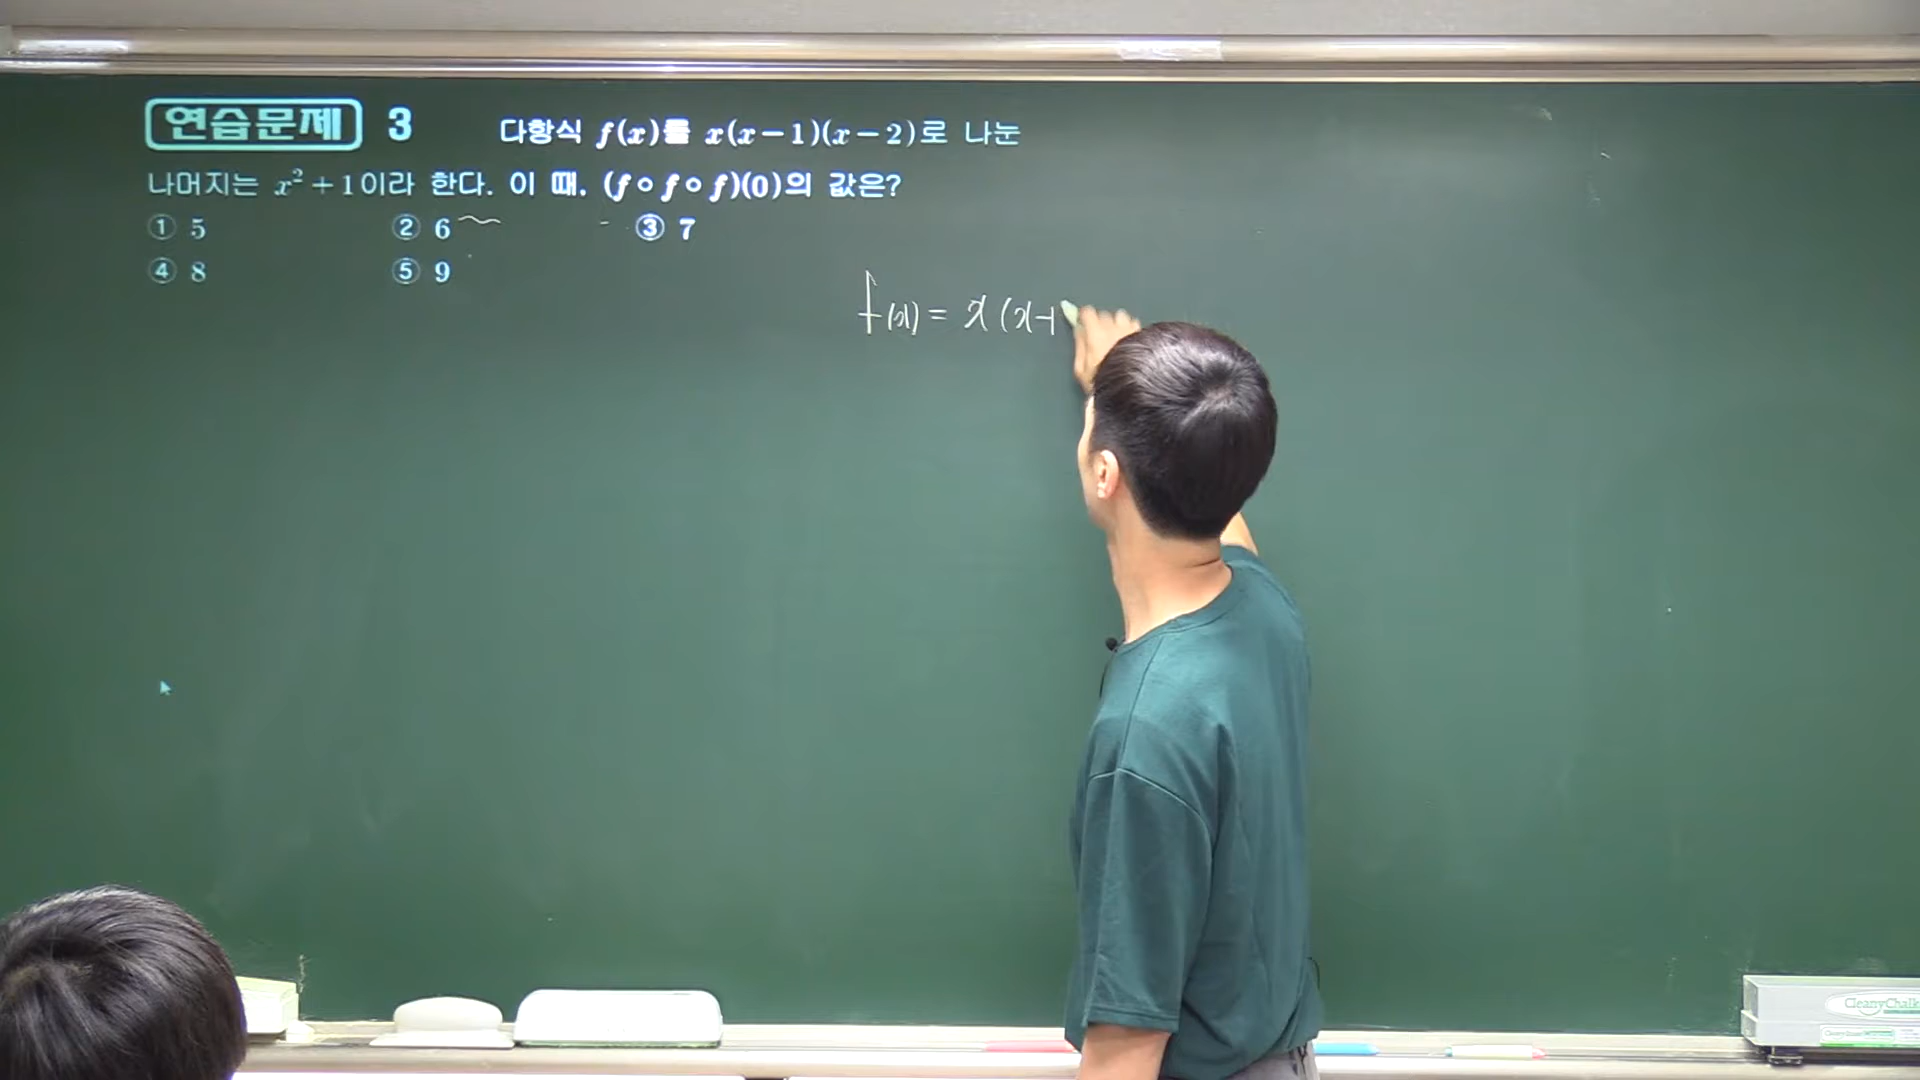 연습문제 3 다항식 f(x)를 x(x-1)(x-2)로 나눈
나머지는 x²+1이라 한다. 이 때, (f∘f∘f)(0)의 값은?
① 5 ② 6 ③ 7
④ 8 ⑤ 9
f(x) = x(x-1
CleanyChalk